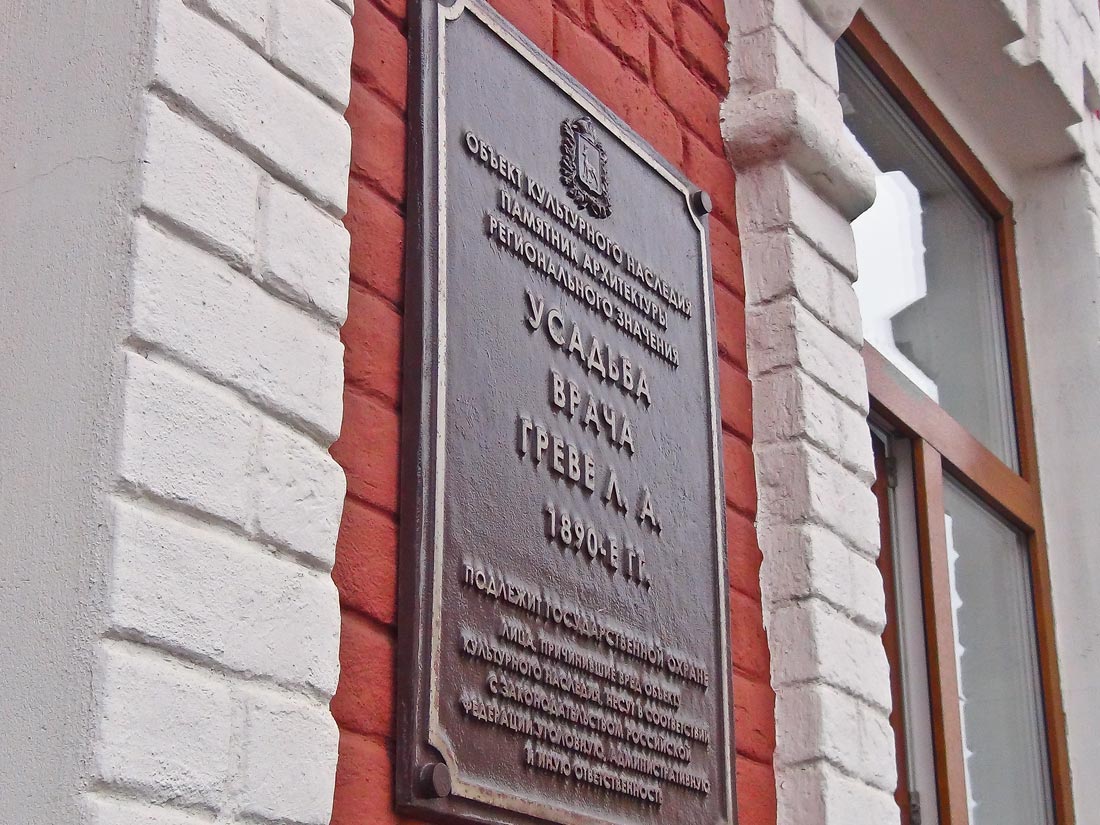 ОБЪЕКТ КУЛЬТУРНОГО НАСЛЕДИЯ
ПАМЯТНИК АРХИТЕКТУРЫ
РЕГИОНАЛЬНОГО ЗНАЧЕНИЯ
УСАДЬБА
ВРАЧА
ГРЕВЕ Л. А.
1890-Е ГГ.
ПОДЛЕЖИТ ГОСУДАРСТВЕННОЙ ОХРАНЕ
ЛИЦА, ПРИЧИНИВШИЕ ВРЕД ОБЪЕКТУ
КУЛЬТУРНОГО НАСЛЕДИЯ, НЕСУТ В СООТВЕТСТВИИ
С ЗАКОНОДАТЕЛЬСТВОМ РОССИЙСКОЙ
ФЕДЕРАЦИИ УГОЛОВНУЮ, АДМИНИСТРАТИВНУЮ
И ИНУЮ ОТВЕТСТВЕННОСТЬ